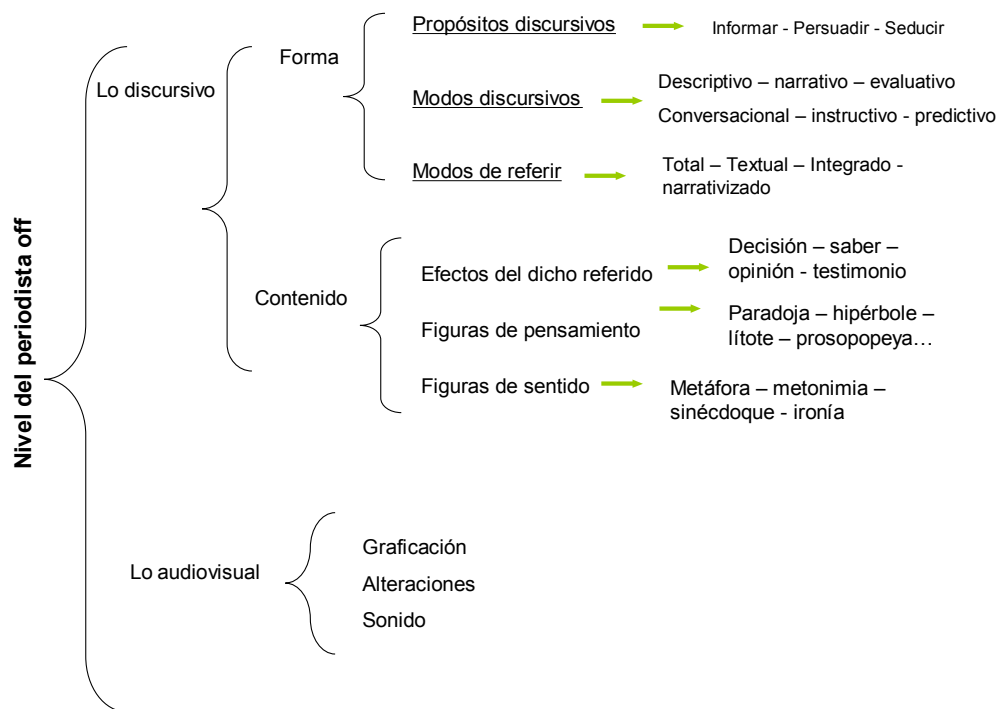 Nivel del periodista off
Lo discursivo
Forma
Propósitos discursivos
Informar - Persuadir - Seducir
Modos discursivos
Descriptivo – narrativo – evaluativo
Conversacional – instructivo - predictivo
Modos de referir
Total – Textual – Integrado -
narrativizado
Contenido
Efectos del dicho referido
Decisión – saber –
opinión - testimonio
Figuras de pensamiento
Paradoja – hipérbole –
lítote – prosopopeya…
Figuras de sentido
Metáfora – metonimia –
sinécdoque - ironía
Lo audiovisual
Graficación
Alteraciones
Sonido